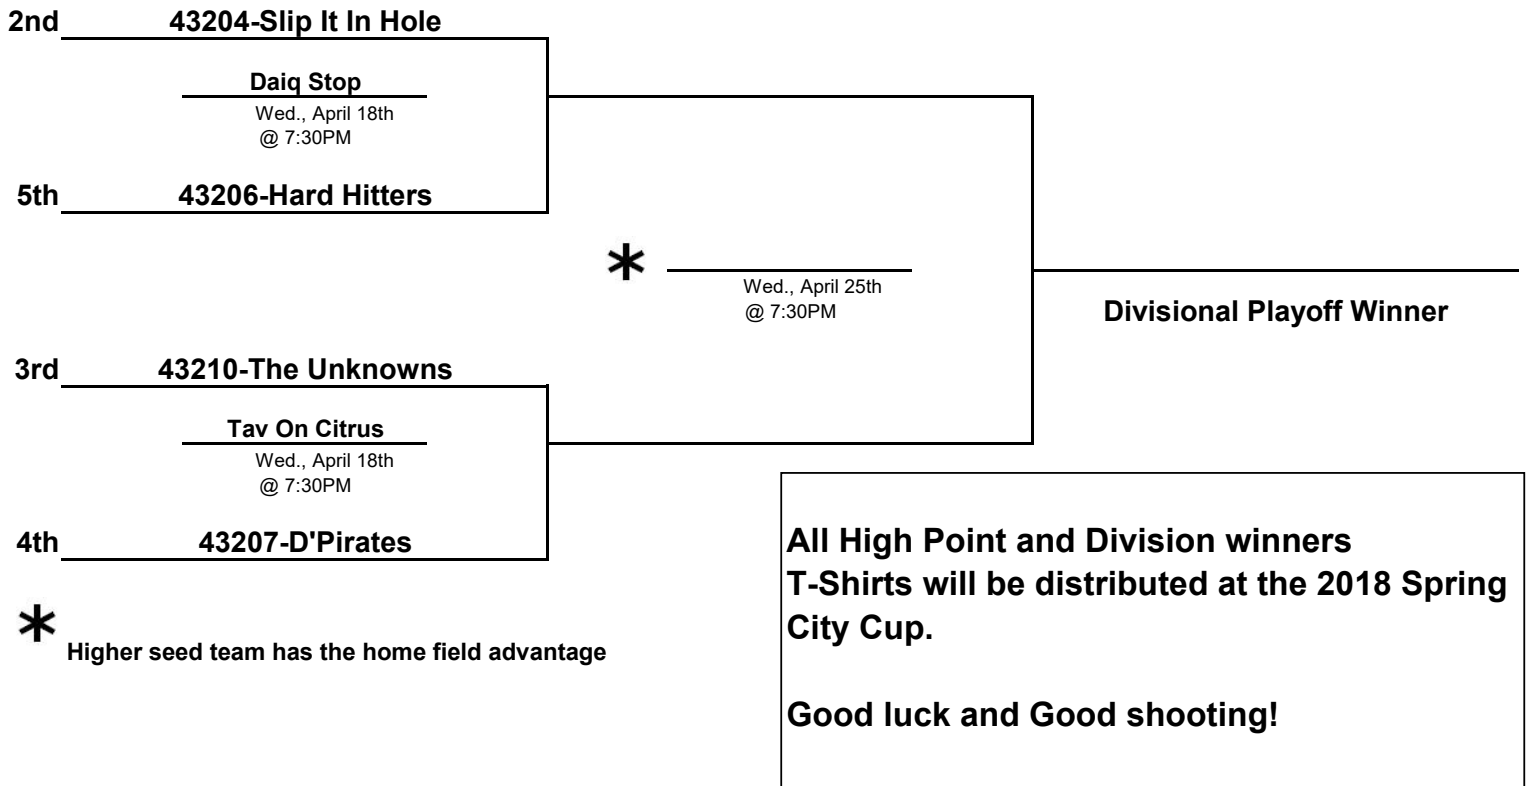 2nd 43204-Slip It In Hole
Daiq Stop
Wed., April 18th
@ 7:30PM
5th 43206-Hard Hitters
*
Wed., April 25th
@ 7:30PM
Divisional Playoff Winner
3rd 43210-The Unknowns
Tav On Citrus
Wed., April 18th
@ 7:30PM
4th 43207-D'Pirates
* Higher seed team has the home field advantage
All High Point and Division winners
T-Shirts will be distributed at the 2018 Spring
City Cup.
Good luck and Good shooting!